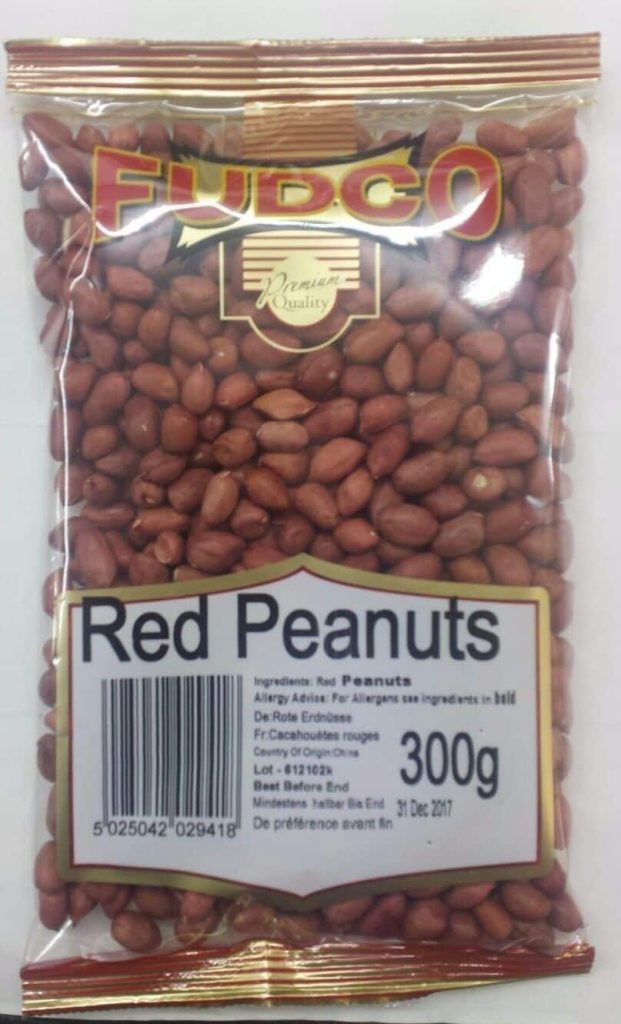 FUDCO
Premium
Quality
Red Peanuts
Ingredients: Red Peanuts
Allergy Advice: For Allergens see ingredients in bold
De:Rote Erdnüsse
Fr:Cacahouètes rouges
Country Of Origin:China
300g
Lot - 612102k
Best Before End
Mindestens haltbar Bis End 31 Dec 2017
De préférence avant fin
5 025042 029418